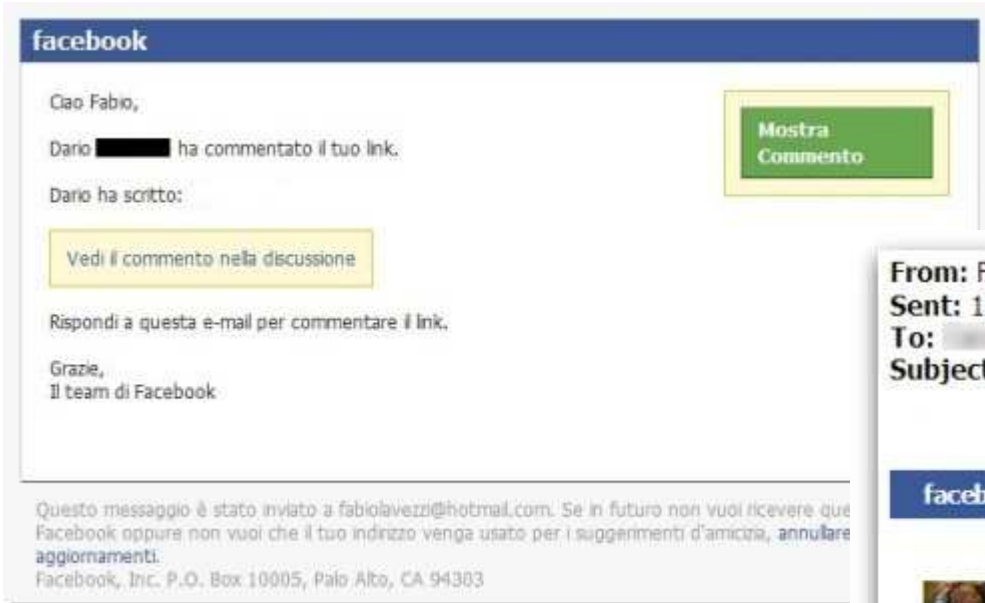 facebook
Ciao Fabio,
Dario ha commentato il tuo link.
Dario ha scritto:
Vedi il commento nella discussione
Rispondi a questa e-mail per commentare il link.
Grazie,
Il team di Facebook
Mostra
Commento
Questo messaggio è stato inviato a fabiolavezzi@hotmail.com. Se in futuro non vuoi ricevere que
Facebook oppure non vuoi che il tuo indirizzo venga usato per i suggerimenti d'amicizia, annullare
aggiornamenti.
Facebook, Inc. P.O. Box 10005, Palo Alto, CA 94303
From: F
Sent: 1
To:
Subject
faceb